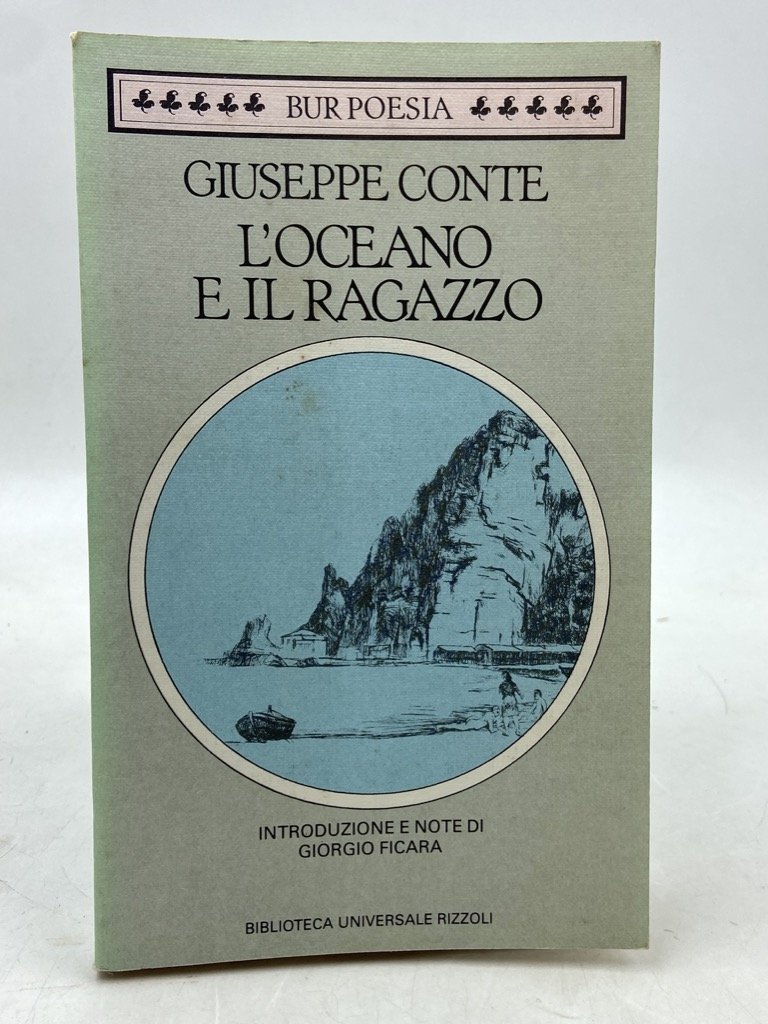 BUR POESIA
GIUSEPPE CONTE
L'OCEANO
E IL RAGAZZO
INTRODUZIONE E NOTE DI
GIORGIO FICARA
BIBLIOTECA UNIVERSALE RIZZOLI